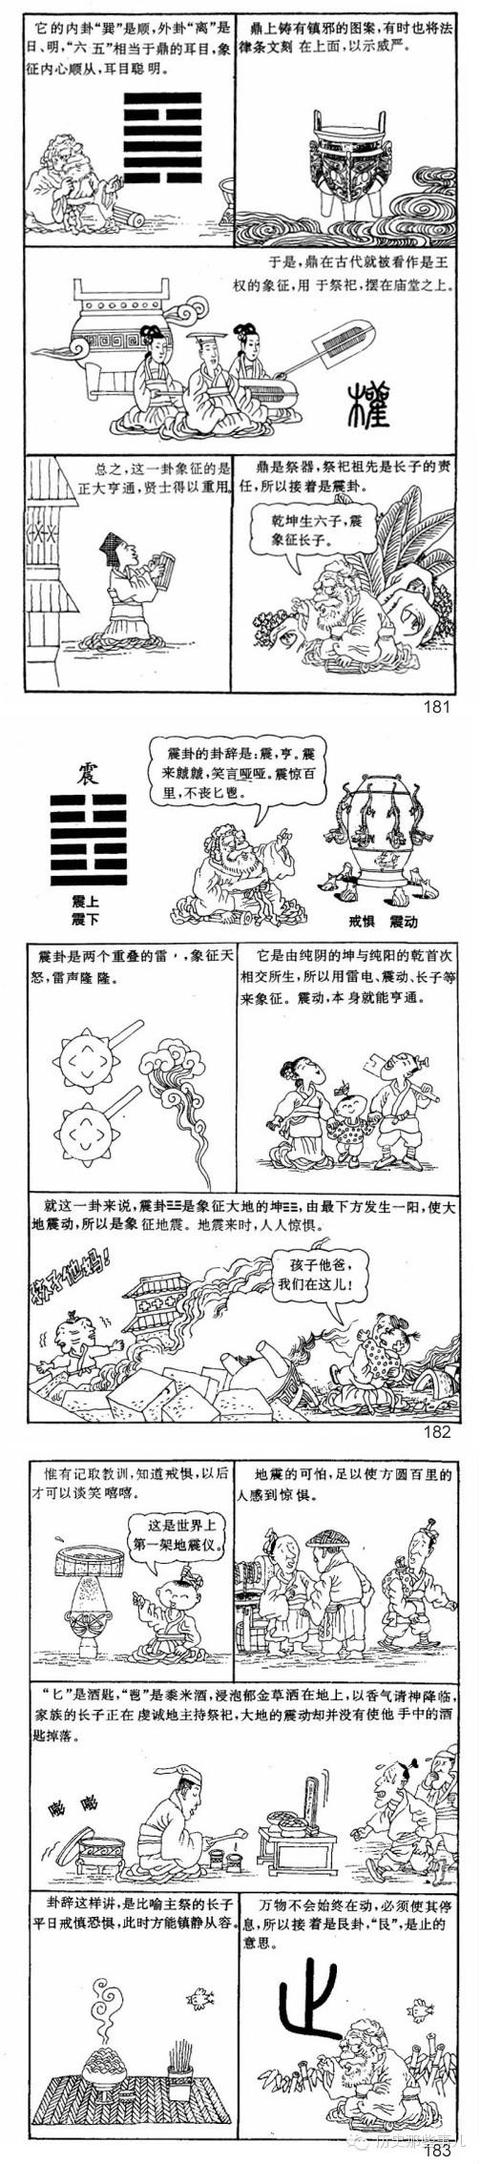 它的内卦“巽”是顺,外卦“离”是
日、明,“六 五”相当于鼎的耳目,象
征内心顺从,耳目聪明。
鼎上铸有镇邪的图案,有时也将法
律条文刻 在上面,以示威严。
于是,鼎在古代就被看作是王
权的象征,用 于祭祀,摆在庙堂之上。
權
总之,这一卦象征的是
正大亨通,贤士得以重用。
鼎是祭器,祭祀祖先是长子的责
任,所以接着是震卦。
乾坤生六子,震
象征长子。
181
震
震上
震下
震卦的卦辞是:震,亨。震
来虩虩,笑言哑哑。震惊百
里,不丧匕鬯。
戒惧 震动
震卦是两个重叠的雷,象征天
怒,雷声隆 隆。
它是由纯阴的坤与纯阳的乾首次
相交所生,所以用雷电、震动、长子等
来象征。震动,本 身就能亨通。
就这一卦来说,震卦☳是象征大地的坤☷,由最下方发生一阳,使大
地震动,所以是象 征地震。地震来时,人人惊惧。
孩子他妈!
孩子他爸,
我们在这儿!
182
惟有记取教训,知道戒惧,以后
才可以谈笑 嘻嘻。
这是世界上
第一架地震仪。
地震的可怕,足以使方圆百里的
人感到惊惧。
“匕”是酒匙,“鬯”是黍米酒,浸泡郁金草洒在地上,以香气请神降临,
家族的长子正在 虔诚地主持祭祀,大地的震动却并没有使他 手中的酒
匙掉落。
嘭 嘭
卦辞这样讲,是比喻主祭的长子
平日戒慎恐惧,此时方能镇静从容。
万物不会始终在动,必须使其停
息,所以接 着是艮卦,“艮”,是止的
意思。
止
历史那些事儿
183